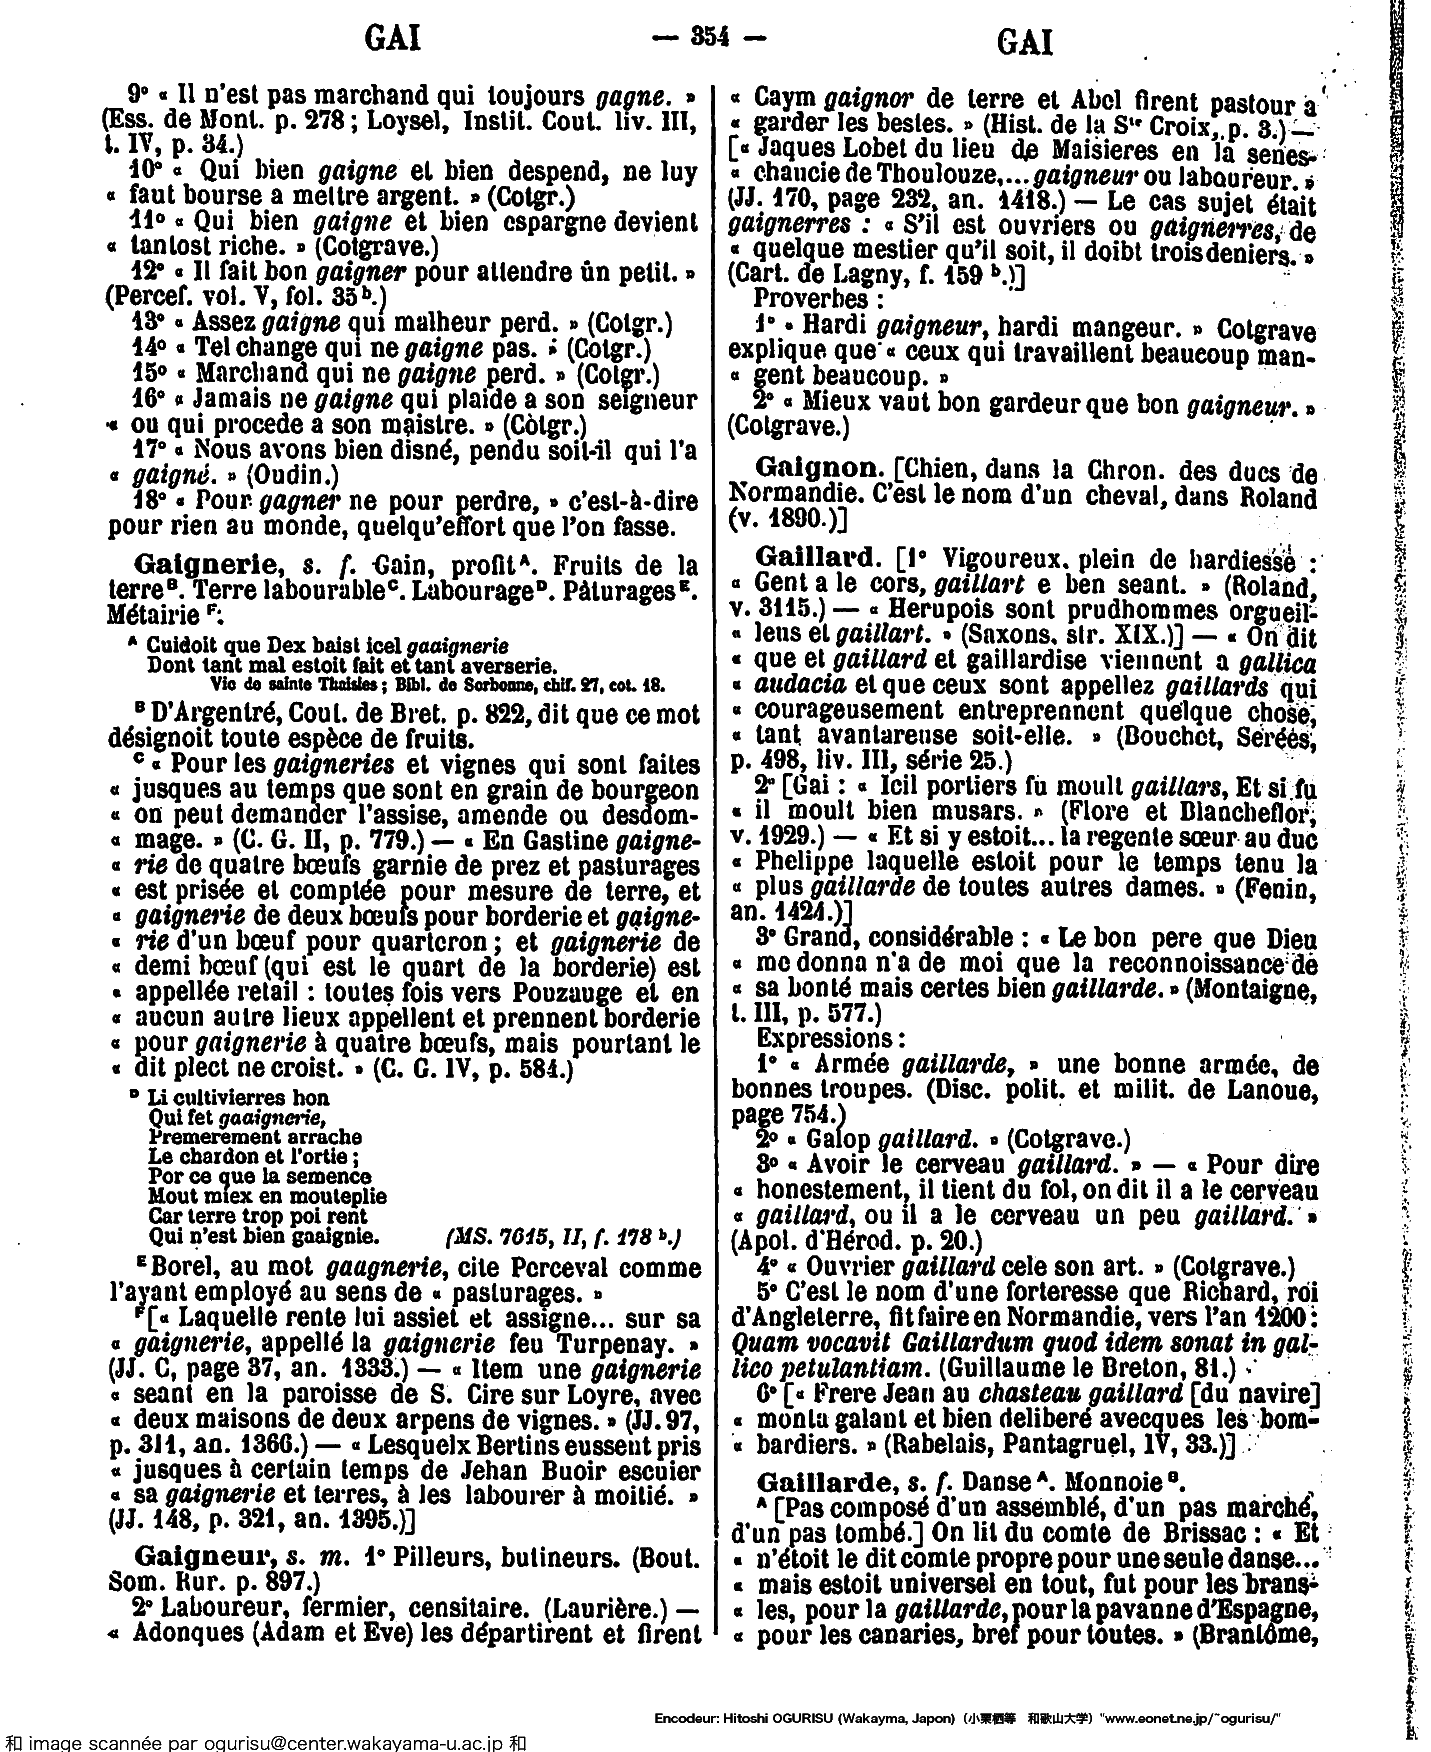 GAI — 354 — GAI
9° « Il n'est pas marchand qui toujours gagne. »
(Ess. de Mont. p. 278 ; Loysel, Instit. Cout. liv. III,
t. IV, p. 34.)
10° « Qui bien gaigne et bien despend, ne luy
« faut bourse a mettre argent. » (Cotgr.)
11° « Qui bien gaigne et bien espargne devient
« tantost riche. » (Cotgrave.)
12° « Il fait bon gaigner pour attendre un petit. »
(Percef. vol. V, fol. 35 b.)
13° « Assez gaigne qui malheur perd. » (Cotgr.)
14° « Tel change qui ne gaigne pas. » (Cotgr.)
15° « Marchand qui ne gaigne perd. » (Cotgr.)
16° « Jamais ne gaigne qui plaide a son seigneur
« ou qui procede a son maistre. » (Cotgr.)
17° « Nous avons bien disné, pendu soit-il qui l'a
« gaigné. » (Oudin.)
18° « Pour gagner ne pour perdre, » c'est-à-dire
pour rien au monde, quelqu'effort que l'on fasse.
Gaignerie, s. f. Gain, profit A. Fruits de la
terre B. Terre labourable C. Labourage D. Pâturages E.
Métairie F:
A Cuidoit que Dex baist icel gaaignerie
Dont tant mal estoit fait et tant averserie.
Vie de sainte Thaisies ; Bibl. de Sorbonne, chif. 27, cot. 18.
B D'Argentré, Cout. de Bret. p. 822, dit que ce mot
désignoit toute espèce de fruits.
C « Pour les gaigneries et vignes qui sont faites
« jusques au temps que sont en grain de bourgeon
« on peut demander l'assise, amende ou desdom-
« mage. » (C. G. II, p. 779.) — « En Gastine gaigne-
« rie de quatre bœufs garnie de prez et pasturages
« est prisée et comptée pour mesure de terre, et
« gaignerie de deux bœufs pour borderie et gaigne-
« rie d'un bœuf pour quarteron ; et gaignerie de
« demi bœuf (qui est le quart de la borderie) est
« appellée retail : toutes fois vers Pouzauge et en
« aucun autre lieux appellent et prennent borderie
« pour gaignerie à quatre bœufs, mais pourtant le
« dit plect ne croist. » (C. G. IV, p. 584.)
D Li cultivierres hon
Qui fet gaaignerie,
Premerement arrache
Le chardon et l'ortie ;
Por ce que la semence
Mout miex en mouteplie
Car terre trop poi rent
Qui n'est bien gaaignie. (MS. 7615, II, f. 178 b.)
E Borel, au mot gaugnerie, cite Perceval comme
l'ayant employé au sens de « pasturages. »
F [« Laquelle rente lui assiet et assigne... sur sa
« gaignerie, appellé la gaignerie feu Turpenay. »
(JJ. C, page 37, an. 1333.) — « Item une gaignerie
« seant en la paroisse de S. Cire sur Loyre, avec
« deux maisons de deux arpens de vignes. » (JJ. 97,
p. 311, an. 1366.) — « Lesquelx Bertins eussent pris
« jusques à certain temps de Jehan Buoir escuier
« sa gaignerie et terres, à les labourer à moitié. »
(JJ. 148, p. 321, an. 1395.)]
Gaigneur, s. m. 1° Pilleurs, butineurs. (Bout.
Som. Rur. p. 897.)
2° Laboureur, fermier, censitaire. (Laurière.) —
« Adonques (Adam et Eve) les départirent et firent
« Caym gaignor de terre et Abel firent pastour a
« garder les bestes. » (Hist. de la Ste Croix, p. 3.) —
[« Jaques Lobet du lieu de Maisieres en la senes-
« chaucie de Thoulouze,... gaigneur ou laboureur. »
(JJ. 170, page 232, an. 1418.) — Le cas sujet était
gaignerres : « S'il est ouvriers ou gaignerres, de
« quelque mestier qu'il soit, il doibt trois deniers. »
(Cart. de Lagny, f. 159 b.)]
Proverbes :
1° « Hardi gaigneur, hardi mangeur. » Cotgrave
explique que « ceux qui travaillent beaucoup man-
« gent beaucoup. »
2° « Mieux vaut bon gardeur que bon gaigneur. »
(Cotgrave.)
Gaignon. [Chien, dans la Chron. des ducs de
Normandie. C'est le nom d'un cheval, dans Roland
(v. 1890.)]
Gaillard. [1° Vigoureux, plein de hardiesse :
« Gent a le cors, gaillart e ben seant. » (Roland,
v. 3115.) — « Herupois sont prudhommes orgueil-
« leus et gaillart. » (Saxons, str. XIX.)] — « On dit
« que et gaillard et gaillardise viennent a gallica
« audacia et que ceux sont appellez gaillards qui
« courageusement entreprennent quelque chose,
« tant avantareuse soit-elle. » (Bouchet, Serées,
p. 498, liv. III, série 25.)
2° [Gai : « Icil portiers fu moult gaillars, Et si fu
« il moult bien musars. » (Flore et Blancheflor,
v. 1929.) — « Et si y estoit... la regente sœur au duc
« Phelippe laquelle estoit pour le temps tenu la
« plus gaillarde de toutes autres dames. » (Fenin,
an. 1424.)]
3° Grand, considérable : « Le bon pere que Dieu
« me donna n'a de moi que la reconnoissance de
« sa bonté mais certes bien gaillarde. » (Montaigne,
t. III, p. 577.)
Expressions :
1° « Armée gaillarde, » une bonne armée, de
bonnes troupes. (Disc. polit. et milit. de Lanoue,
page 754.)
2° « Galop gaillard. » (Cotgrave.)
3° « Avoir le cerveau gaillard. » — « Pour dire
« honestement, il tient du fol, on dit il a le cerveau
« gaillard, ou il a le cerveau un peu gaillard. »
(Apol. d'Hérod. p. 20.)
4° « Ouvrier gaillard cele son art. » (Cotgrave.)
5° C'est le nom d'une forteresse que Richard, roi
d'Angleterre, fit faire en Normandie, vers l'an 1200 :
Quam vocavit Gaillardum quod idem sonat in gal-
lico petulantiam. (Guillaume le Breton, 81.)
6° [« Frere Jean au chasteau gaillard [du navire]
« monta galant et bien deliberé avecques les bom-
« bardiers. » (Rabelais, Pantagruel, IV, 33.)]
Gaillarde, s. f. Danse A. Monnoie B.
A [Pas composé d'un assemblé, d'un pas marché,
d'un pas tombé.] On lit du comte de Brissac : « Et
« n'étoit le dit comte propre pour une seule danse...
« mais estoit universel en tout, fut pour les brans-
« les, pour la gaillarde, pour la pavanne d'Espagne,
« pour les canaries, bref pour toutes. » (Brantôme,
Encodeur: Hitoshi OGURISU (Wakayma, Japon) (小栗栖等 和歌山大学) "www.eonet.ne.jp/~ogurisu/"
和 image scannée par ogurisu@center.wakayama-u.ac.jp 和